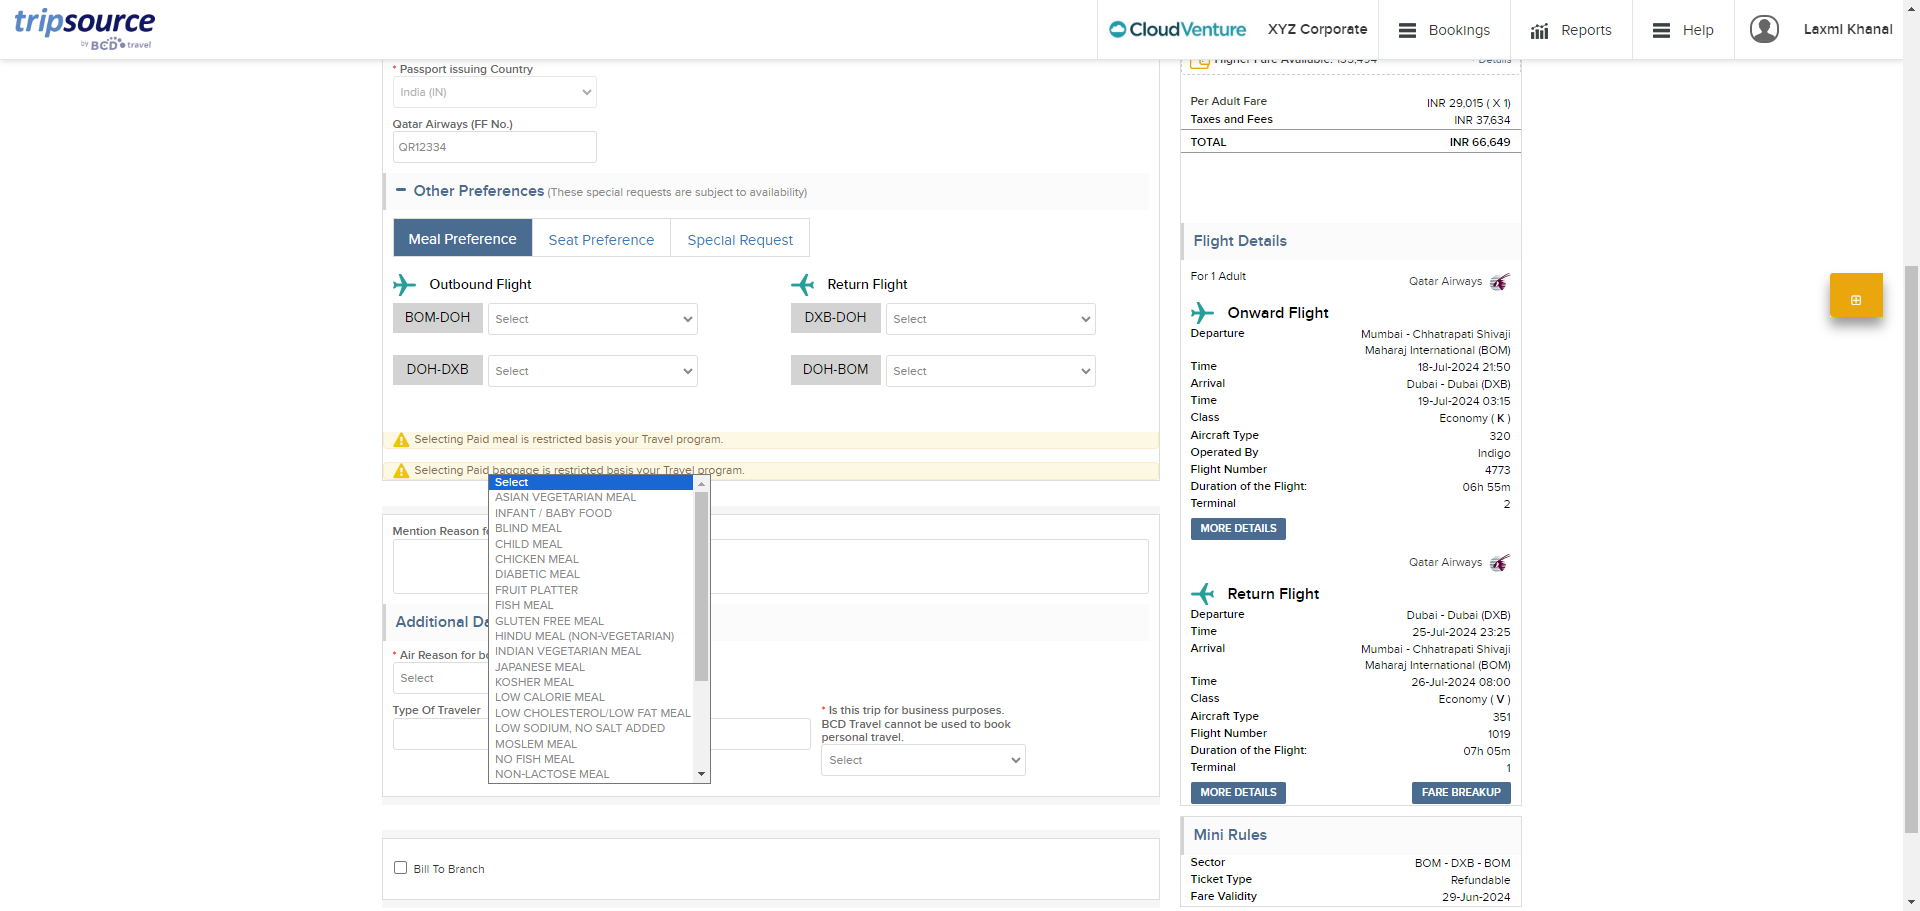 tripsource
by BCD travel
CloudVenture
XYZ Corporate
Bookings
Reports
Help
Laxmi Khanal
* Passport issuing Country
India (IN)
Qatar Airways (FF No.)
QR12334
Other Preferences (These special requests are subject to availability)
Meal Preference
Seat Preference
Special Request
Outbound Flight
Return Flight
BOM-DOH
Select
DXB-DOH
Select
DOH-DXB
Select
DOH-BOM
Select
Selecting Paid meal is restricted basis your Travel program.
Selecting Paid baggage is restricted basis your Travel program.
Select
ASIAN VEGETARIAN MEAL
INFANT / BABY FOOD
BLIND MEAL
CHILD MEAL
CHICKEN MEAL
DIABETIC MEAL
FRUIT PLATTER
FISH MEAL
GLUTEN FREE MEAL
HINDU MEAL (NON-VEGETARIAN)
INDIAN VEGETARIAN MEAL
JAPANESE MEAL
KOSHER MEAL
LOW CALORIE MEAL
LOW CHOLESTEROL/LOW FAT MEAL
LOW SODIUM, NO SALT ADDED
MOSLEM MEAL
NO FISH MEAL
NON-LACTOSE MEAL
Mention Reason
Additional
* Air Reason for
Select
Type Of Traveler
* Is this trip for business purposes.
BCD Travel cannot be used to book
personal travel.
Select
Bill To Branch
Higher Fare Available:
Details
Per Adult Fare INR 29,015 ( X 1)
Taxes and Fees INR 37,634
TOTAL INR 66,649
Flight Details
For 1 Adult
Qatar Airways
Onward Flight
Departure Mumbai - Chhatrapati Shivaji
Maharaj International (BOM)
Time 18-Jul-2024 21:50
Arrival Dubai - Dubai (DXB)
Time 19-Jul-2024 03:15
Class Economy ( K )
Aircraft Type 320
Operated By Indigo
Flight Number 4773
Duration of the Flight: 06h 55m
Terminal 2
MORE DETAILS
Qatar Airways
Return Flight
Departure Dubai - Dubai (DXB)
Time 25-Jul-2024 23:25
Arrival Mumbai - Chhatrapati Shivaji
Maharaj International (BOM)
Time 26-Jul-2024 08:00
Class Economy ( V )
Aircraft Type 351
Flight Number 1019
Duration of the Flight: 07h 05m
Terminal 1
MORE DETAILS
FARE BREAKUP
Mini Rules
Sector BOM - DXB - BOM
Ticket Type Refundable
Fare Validity 29-Jun-2024